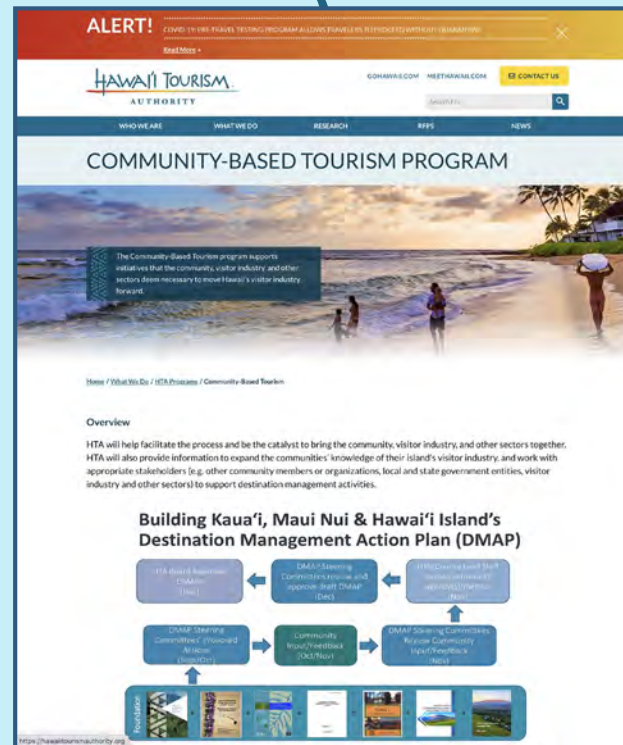 ALERT!
COVID-19: PRE-TRAVEL TESTING PROGRAM ALLOWS TRAVELERS TO PROCEED WITHOUT QUARANTINE
Read More »
HAWAI'I TOURISM
AUTHORITY
GOHAWAII.COM MEETHAWAII.COM CONTACT US
WHO WE ARE WHAT WE DO RESEARCH RFPS NEWS
COMMUNITY-BASED TOURISM PROGRAM
The Community-Based Tourism program supports
initiatives that the community, visitor industry, and other
sectors deem necessary to move Hawai'i's visitor industry
forward.
Home / What We Do / HTA Programs / Community-Based Tourism
Overview
HTA will help facilitate the process and be the catalyst to bring the community, visitor industry, and other sectors together.
HTA will also provide information to expand the communities' knowledge of their island's visitor industry, and work with
appropriate stakeholders (e.g. other community members or organizations, local and state government entities, visitor
industry and other sectors) to support destination management activities.
Building Kaua'i, Maui Nui & Hawai'i Island's
Destination Management Action Plan (DMAP)
DMAP Steering
Committees review and
approve draft DMAP
(Dec)
DMAP Steering
Committees' Proposed
Actions
(Sept/Oct)
Community
Input/Feedback
(Oct/Nov)
DMAP Steering Committees
Review Community
Input/Feedback
(Nov)
Foundation
https://hawaiitourismauthority.org